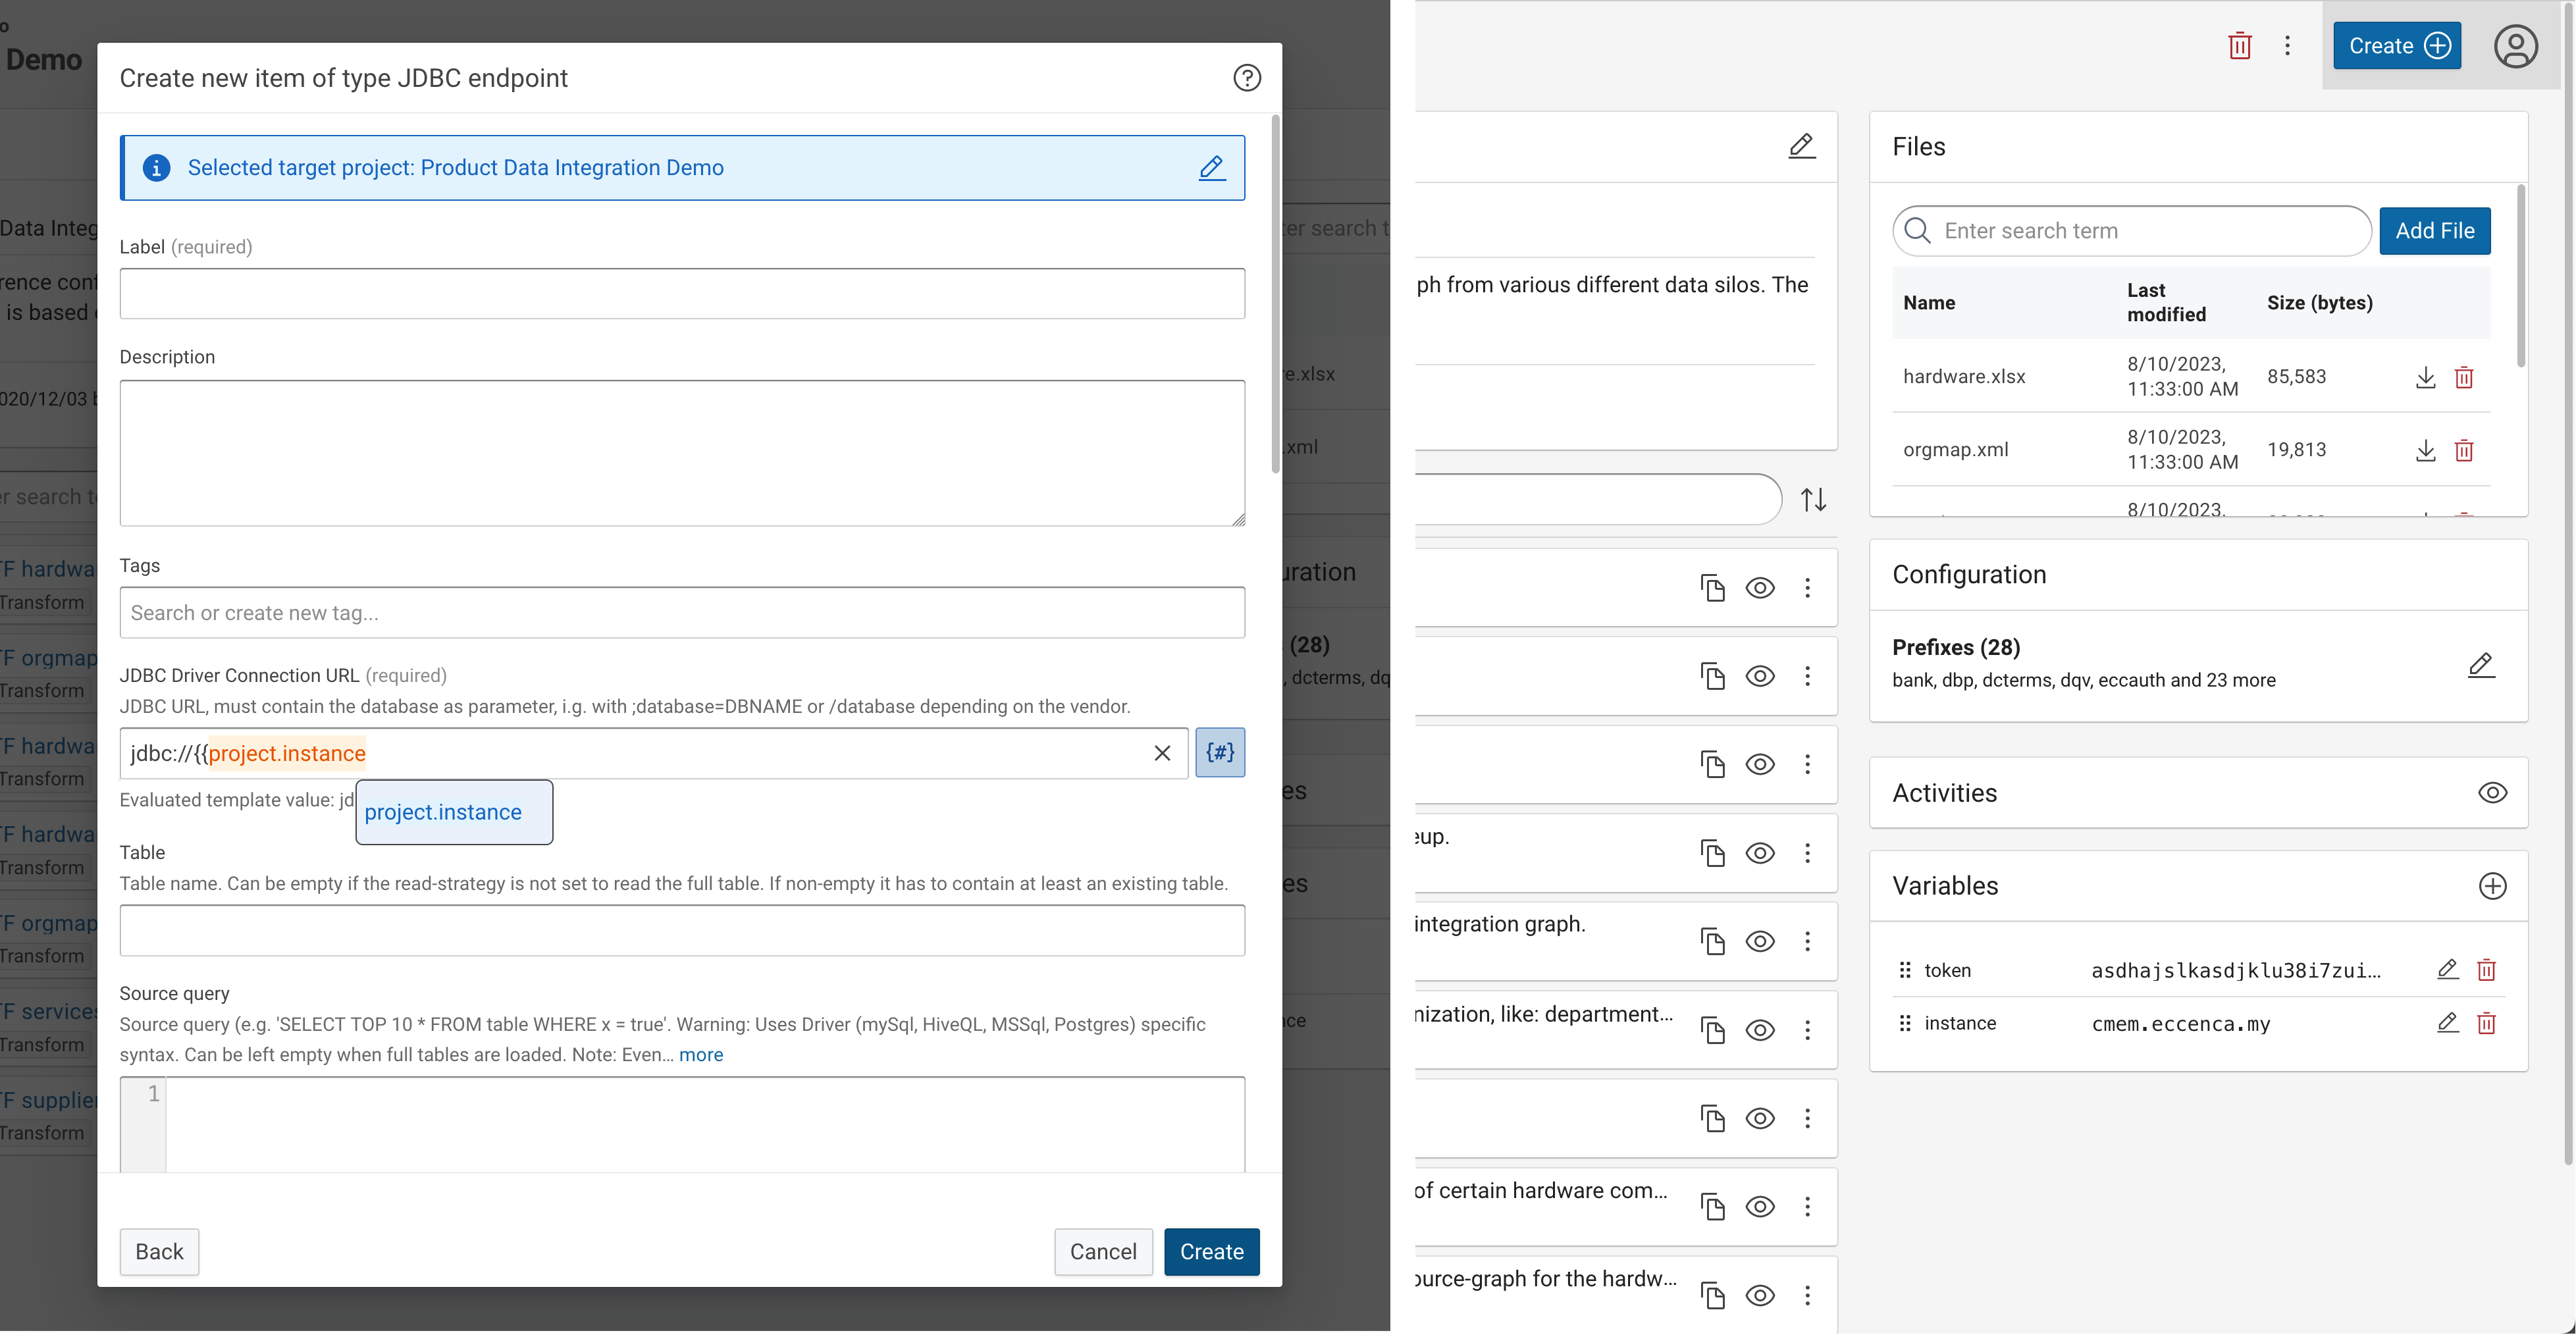 Demo
Create new item of type JDBC endpoint
Selected target project: Product Data Integration Demo
Label (required)
Description
Tags
Search or create new tag...
JDBC Driver Connection URL (required)
JDBC URL, must contain the database as parameter, i.g. with ;database=DBNAME or /database depending on the vendor.
jdbc://{{project.instance
{#}
Evaluated template value: jd
project.instance
Table
Table name. Can be empty if the read-strategy is not set to read the full table. If non-empty it has to contain at least an existing table.
Source query
Source query (e.g. 'SELECT TOP 10 * FROM table WHERE x = true'. Warning: Uses Driver (mySql, HiveQL, MSSql, Postgres) specific
syntax. Can be left empty when full tables are loaded. Note: Even... more
1
Back
Cancel
Create
Data Integ
rence conf
is based
020/12/03
er search t
TF hardwa
Transform
TF orgmap
Transform
TF hardwa
Transform
TF hardwa
Transform
TF orgmap
Transform
TF services
Transform
TF supplie
Transform
ter search t
re.xlsx
.xml
uration
(28)
, dcterms, dq
es
es
nce
Create
ph from various different data silos. The
eup.
integration graph.
nization, like: department...
of certain hardware com...
ource-graph for the hardw...
Files
Enter search term
Add File
Name
Last
modified
Size (bytes)
hardware.xlsx
8/10/2023,
11:33:00 AM
85,583
orgmap.xml
8/10/2023,
11:33:00 AM
19,813
8/10/2023,
Configuration
Prefixes (28)
bank, dbp, dcterms, dqv, eccauth and 23 more
Activities
Variables
token
asdhajslkasdjklu38i7zui...
instance
cmem.eccenca.my